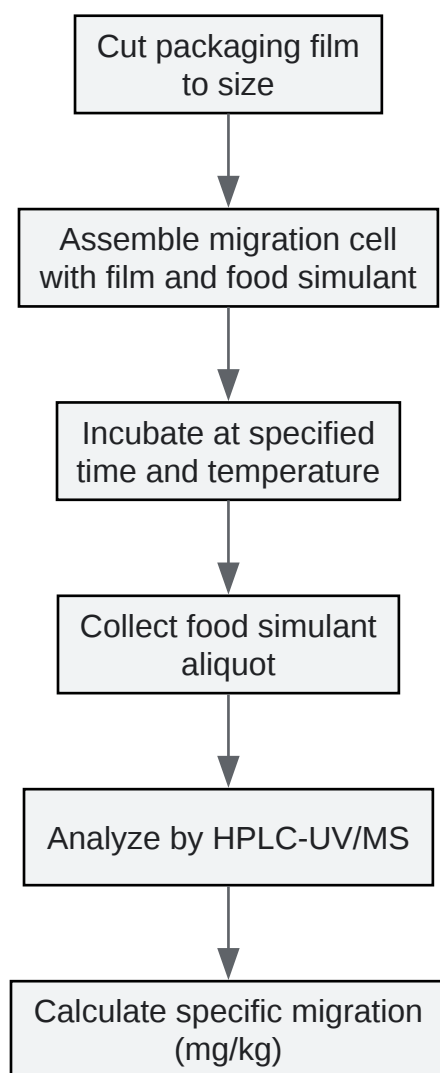 Cut packaging film
to size
Assemble migration cell
with film and food simulant
Incubate at specified
time and temperature
Collect food simulant
aliquot
Analyze by HPLC-UV/MS
Calculate specific migration
(mg/kg)